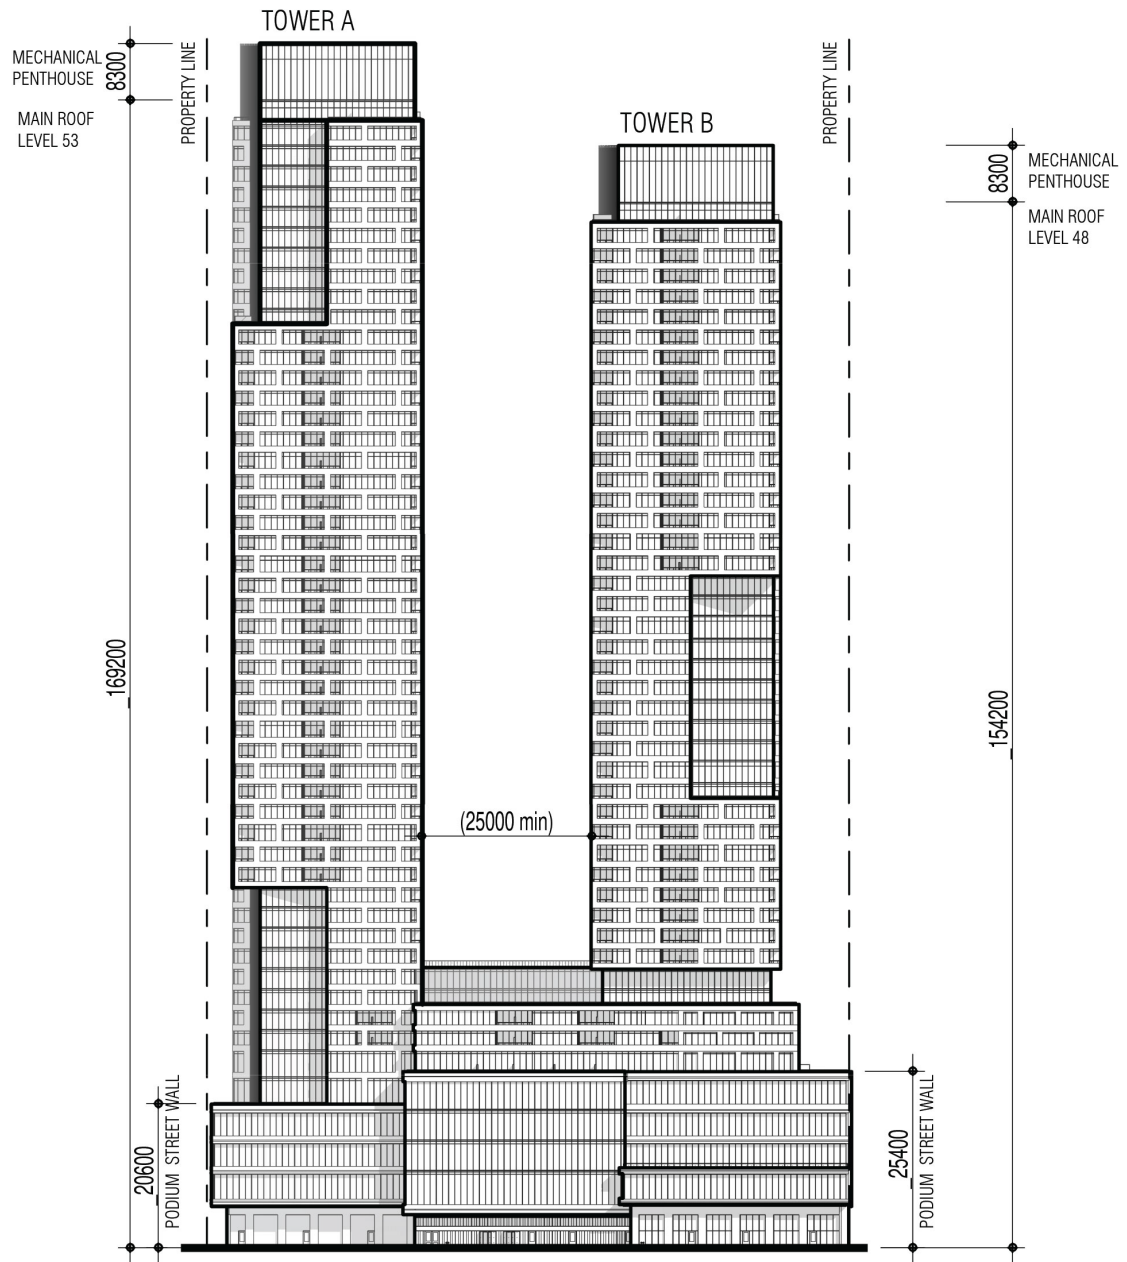 TOWER A
MECHANICAL
PENTHOUSE
8300
PROPERTY LINE
MAIN ROOF
LEVEL 53
TOWER B
PROPERTY LINE
8300
MECHANICAL
PENTHOUSE
MAIN ROOF
LEVEL 48
169200
154200
(25000 min)
20600
PODIUM STREET WALL
25400
PODIUM STREET WALL